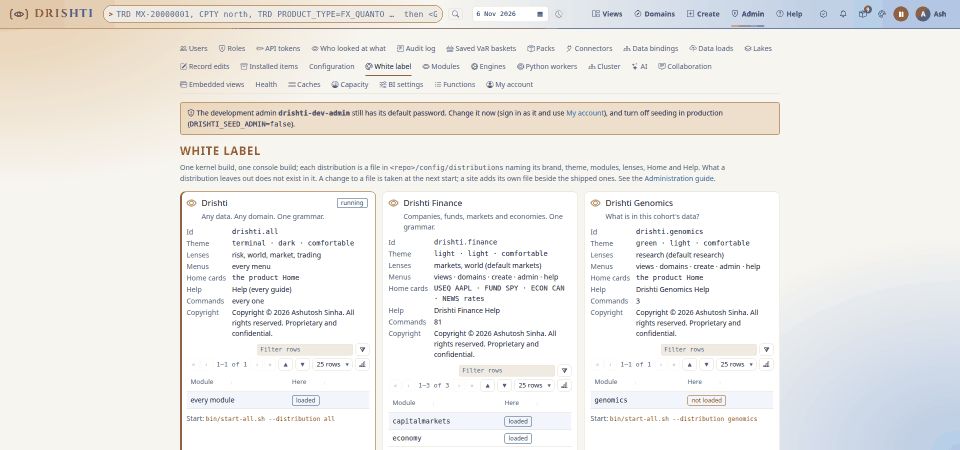 DRISHTI
> TRD MX-20000001, CPTY north, TRD PRODUCT_TYPE=FX_QUANTO … then <G
6 Nov 2026
Views Domains Create Admin Help
Ash
Users Roles API tokens Who looked at what Audit log Saved VaR baskets Packs Connectors Data bindings Data loads Lakes
Record edits Installed items Configuration White label Modules Engines Python workers Cluster AI Collaboration
Embedded views Health Caches Capacity BI settings Functions My account
The development admin drishti-dev-admin still has its default password. Change it now (sign in as it and use My account), and turn off seeding in production
(DRISHTI_SEED_ADMIN=false).
WHITE LABEL
One kernel build, one console build; each distribution is a file in <repo>/config/distributions naming its brand, theme, modules, lenses, Home and Help. What a
distribution leaves out does not exist in it. A change to a file is taken at the next start; a site adds its own file beside the shipped ones. See the Administration guide.
Drishti running
Any data. Any domain. One grammar.
Id drishti.all
Theme terminal · dark · comfortable
Lenses risk, world, market, trading
Menus every menu
Home cards the product Home
Help Help (every guide)
Commands every one
Copyright Copyright © 2026 Ashutosh Sinha. All
rights reserved. Proprietary and
confidential.
Filter rows
1–1 of 1 25 rows
Module Here
every module loaded
Start: bin/start-all.sh --distribution all
Drishti Finance
Companies, funds, markets and economies. One
grammar.
Id drishti.finance
Theme light · light · comfortable
Lenses markets, world (default markets)
Menus views · domains · create · admin · help
Home cards USEQ AAPL · FUND SPY · ECON CAN
· NEWS rates
Help Drishti Finance Help
Commands 81
Copyright Copyright © 2026 Ashutosh Sinha. All
rights reserved. Proprietary and
confidential.
Filter rows
1–3 of 3 25 rows
Module Here
capitalmarkets loaded
economy loaded
Drishti Genomics
What is in this cohort's data?
Id drishti.genomics
Theme green · light · comfortable
Lenses research (default research)
Menus views · domains · create · admin · help
Home cards the product Home
Help Drishti Genomics Help
Commands 3
Copyright Copyright © 2026 Ashutosh Sinha. All
rights reserved. Proprietary and
confidential.
Filter rows
1–1 of 1 25 rows
Module Here
genomics not loaded
Start: bin/start-all.sh --distribution genomics